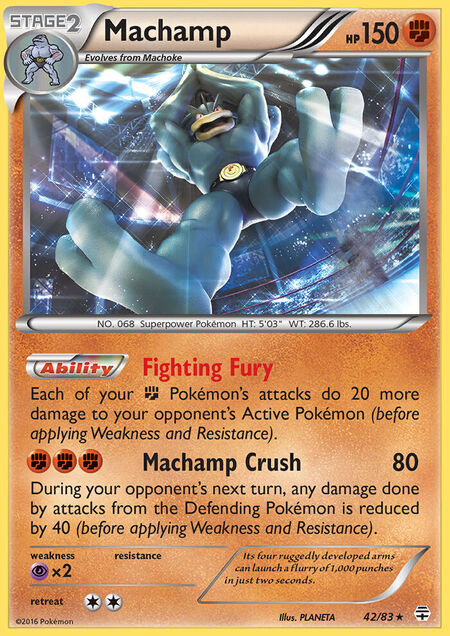 STAGE2
Machamp
HP150
Evolves from Machoke
NO. 068 Superpower Pokémon HT: 5'03" WT: 286.6 lbs.
Ability Fighting Fury
Each of your Pokémon's attacks do 20 more
damage to your opponent's Active Pokémon (before
applying Weakness and Resistance).
Machamp Crush 80
During your opponent's next turn, any damage done
by attacks from the Defending Pokémon is reduced
by 40 (before applying Weakness and Resistance).
weakness resistance
×2
Its four ruggedly developed arms
can launch a flurry of 1,000 punches
in just two seconds.
retreat
©2016 Pokémon
Illus. PLANETA 42/83★